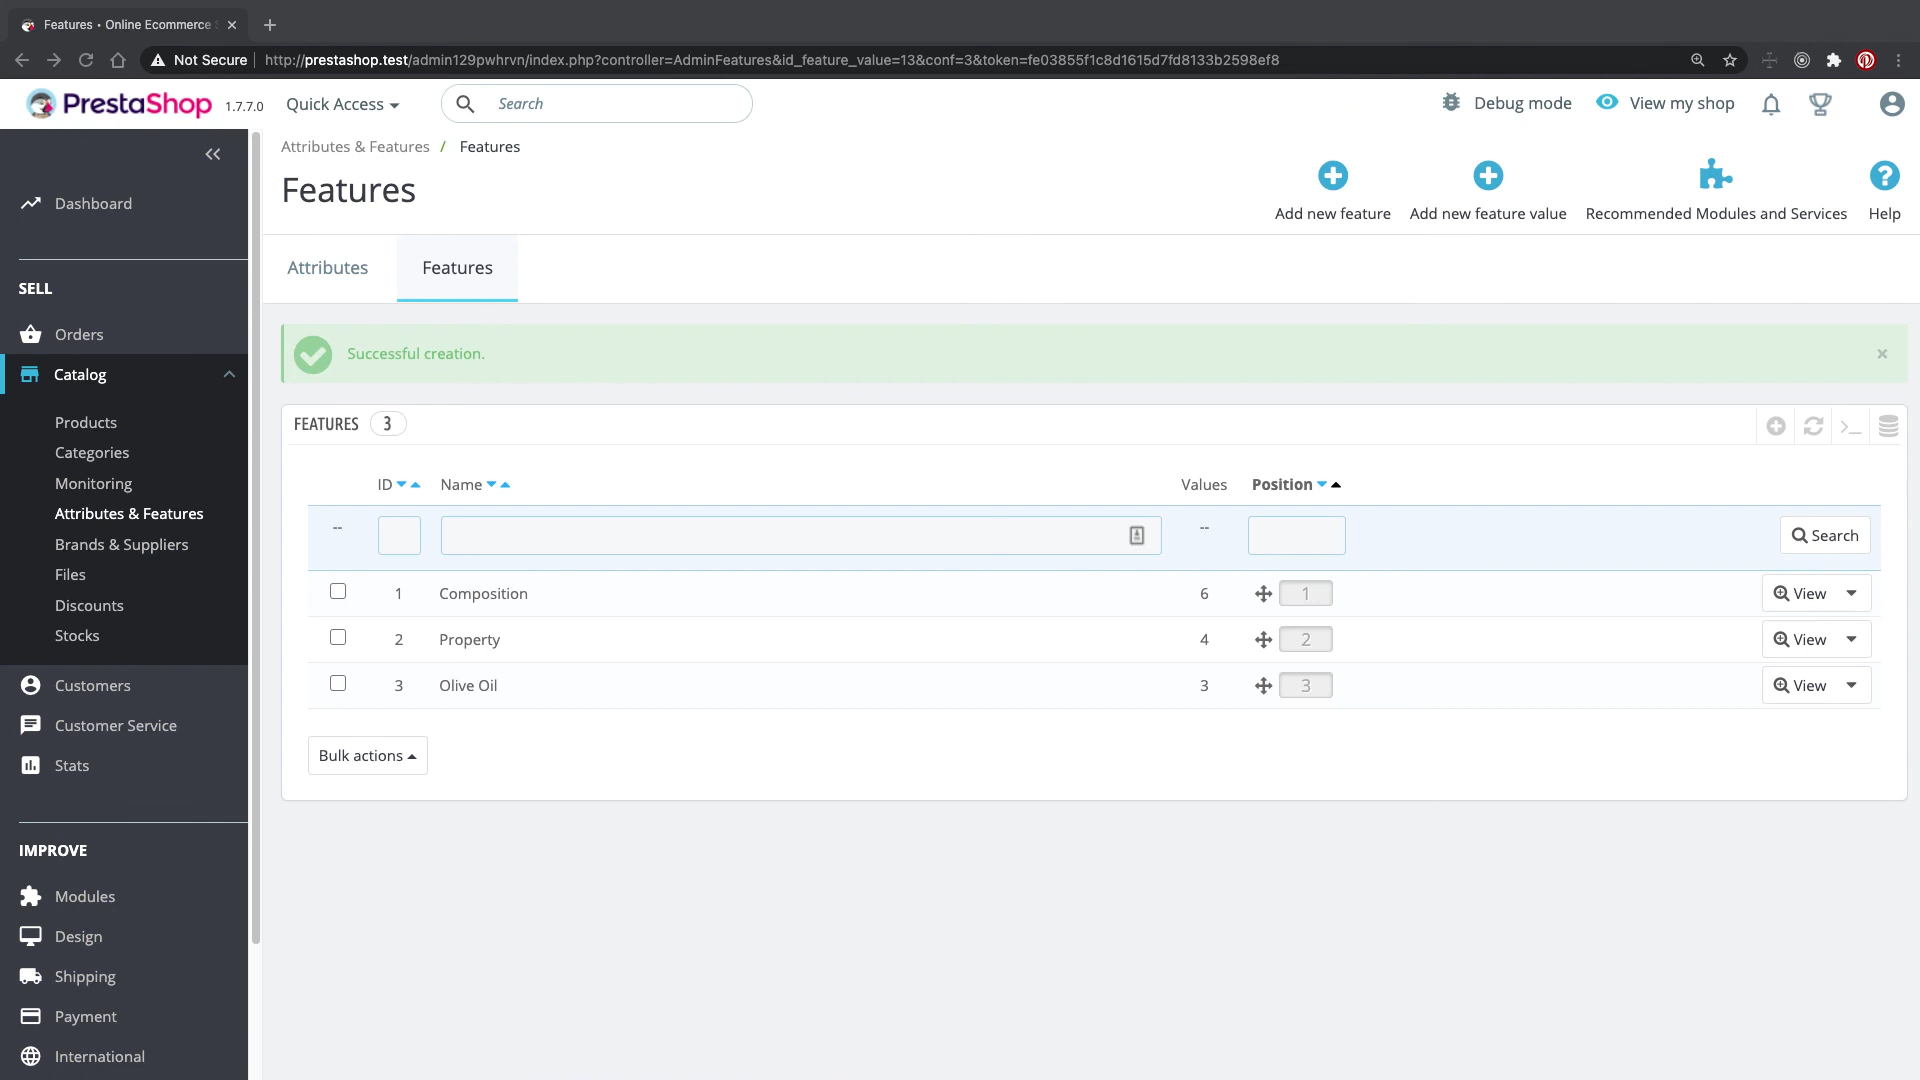 Features • Online Ecommerce
Not Secure
http://prestashop.test/admin129pwhrvn/index.php?controller=AdminFeatures&id_feature_value=13&conf=3&token=fe03855f1c8d1615d7fd8133b2598ef8
PrestaShop
1.7.7.0
Quick Access
Search
Debug mode
View my shop
Attributes & Features / Features
Features
Add new feature
Add new feature value
Recommended Modules and Services
Help
Dashboard
SELL
Orders
Catalog
Products
Categories
Monitoring
Attributes & Features
Brands & Suppliers
Files
Discounts
Stocks
Customers
Customer Service
Stats
IMPROVE
Modules
Design
Shipping
Payment
International
Attributes
Features
Successful creation.
FEATURES 3
ID Name Values Position
-- -- Search
1 Composition 6 1 View
2 Property 4 2 View
3 Olive Oil 3 3 View
Bulk actions